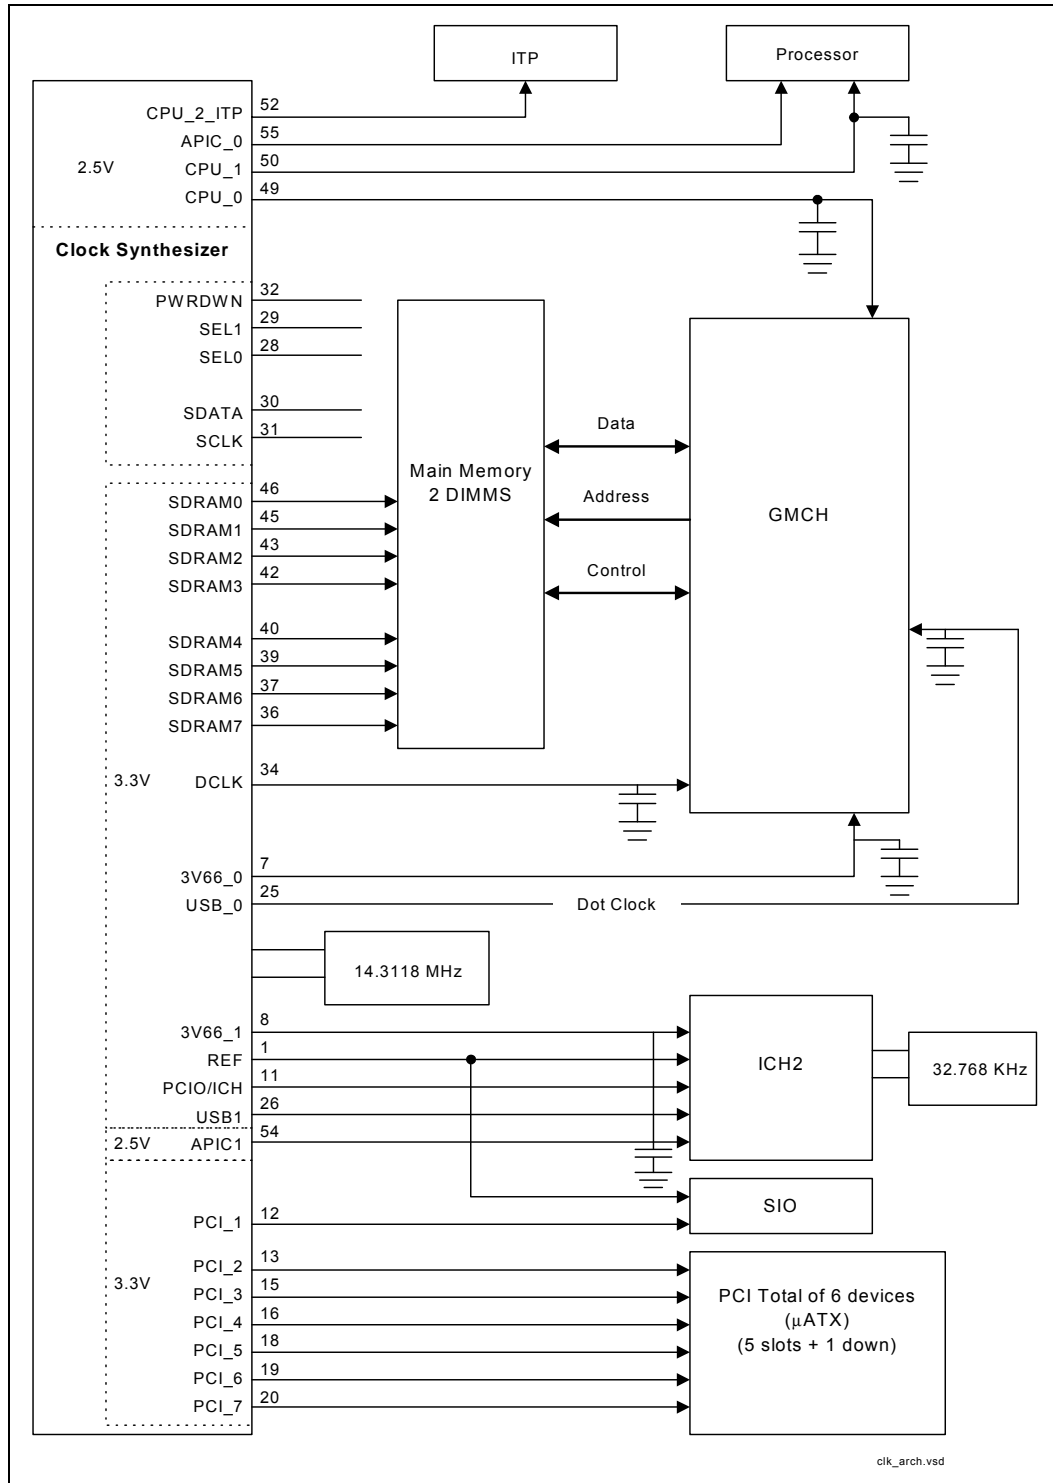 ITP
Processor
CPU_2_ITP 52
APIC_0 55
2.5V
CPU_1 50
CPU_0 49
Clock Synthesizer
PWRDWN 32
SEL1 29
SEL0 28
SDATA 30
SCLK 31
Main Memory
2 DIMMS
Data
Address
Control
GMCH
SDRAM0 46
SDRAM1 45
SDRAM2 43
SDRAM3 42
SDRAM4 40
SDRAM5 39
SDRAM6 37
SDRAM7 36
3.3V
DCLK 34
3V66_0 7
USB_0 25
Dot Clock
14.3118 MHz
3V66_1 8
REF 1
PCIO/ICH 11
USB1 26
2.5V
APIC1 54
ICH2
32.768 KHz
SIO
PCI_1 12
PCI_2 13
3.3V
PCI_3 15
PCI_4 16
PCI_5 18
PCI_6 19
PCI_7 20
PCI Total of 6 devices
(μATX)
(5 slots + 1 down)
clk_arch.vsd